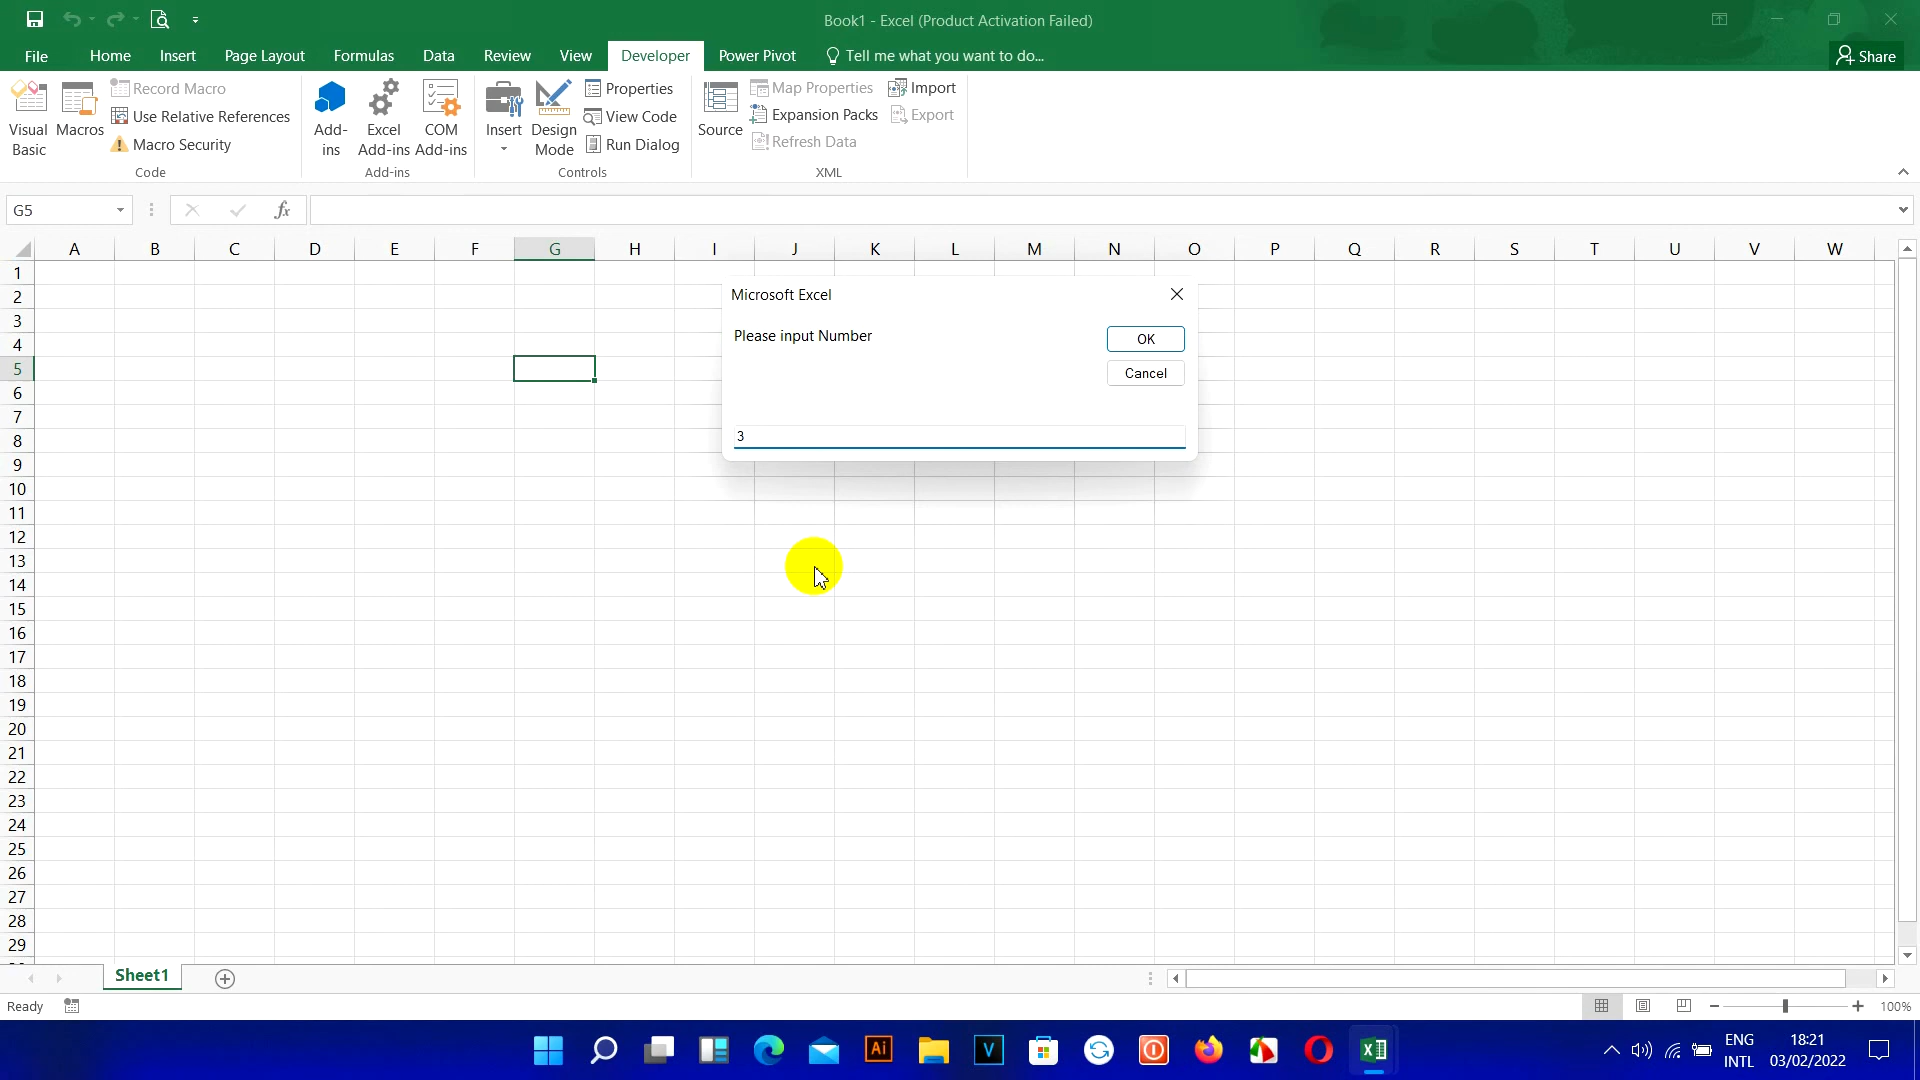 Book1 - Excel (Product Activation Failed)
File Home Insert Page Layout Formulas Data Review View Developer Power Pivot Tell me what you want to do... Share
Visual Basic
Macros
Record Macro
Use Relative References
Macro Security
Code
Add-ins
Excel Add-ins
COM Add-ins
Add-ins
Insert
Design Mode
Properties
View Code
Run Dialog
Controls
Source
Map Properties
Expansion Packs
Refresh Data
Import
Export
XML
G5 fx
A B C D E F G H I J K L M N O P Q R S T U V W
1
2
3
4
5
6
7
8
9
10
11
12
13
14
15
16
17
18
19
20
21
22
23
24
25
26
27
28
29
Microsoft Excel
Please input Number
OK
Cancel
3
Sheet1
Ready
100%
Ai
V
ENG
INTL
18:21
03/02/2022